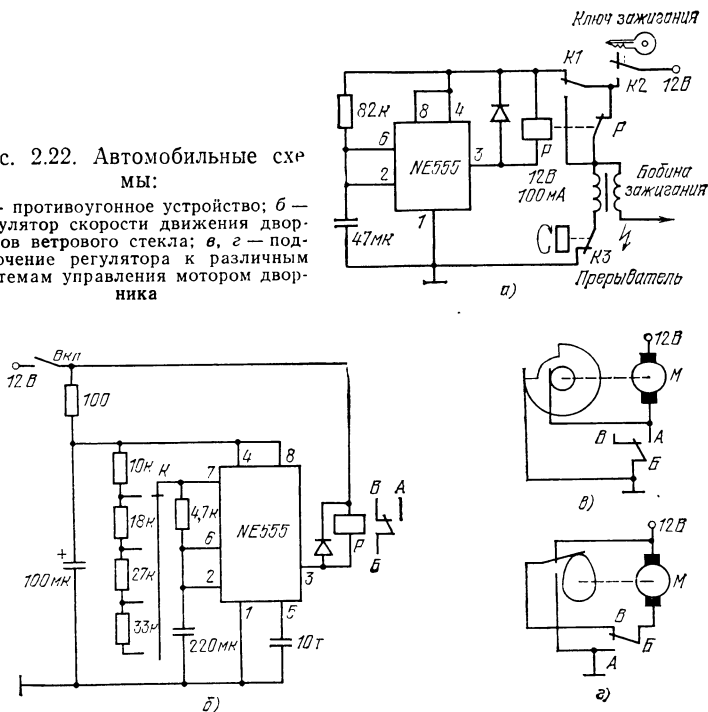 Ключ зажигания
К1
К2
12В
82к
8
4
6
2
NE555
3
Р
Р
12В
100мА
Бобина
зажигания
1
47мк
К3
Прерыватель
а)
с. 2.22. Автомобильные схе
мы:
- противоугонное устройство; б —
улятор скорости движения двор-
ов ветрового стекла; в, г — под-
ючение регулятора к различным
темам управления мотором двор-
ника
Вкл
12В
100
10к
К
7
4
8
4,7к
18к
NE555
6
В
А
Р
Б
+
100мк
27к
2
3
33к
220мк
1
5
10т
б)
12В
М
В
А
Б
в)
12В
М
В
Б
А
г)